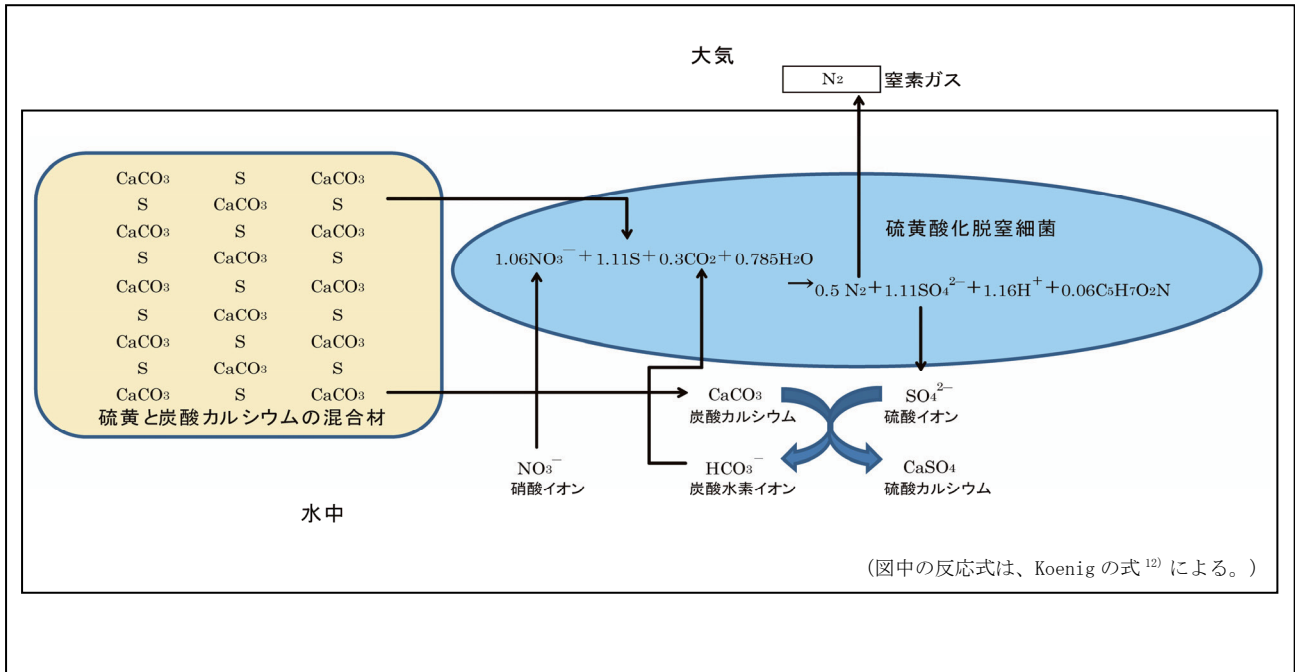 大気
N2 窒素ガス
CaCO3 S CaCO3
S CaCO3 S
CaCO3 S CaCO3
S CaCO3 S
CaCO3 S CaCO3
S CaCO3 S
CaCO3 S CaCO3
S CaCO3 S
CaCO3 S CaCO3
硫黄と炭酸カルシウムの混合材
硫黄酸化脱窒細菌
1.06NO3− + 1.11S + 0.3CO2 + 0.785H2O
→0.5 N2+1.11SO4 2−+1.16H++0.06C5H7O2N
CaCO3
炭酸カルシウム
SO4 2−
硫酸イオン
NO3−
硝酸イオン
HCO3−
炭酸水素イオン
CaSO4
硫酸カルシウム
水中
(図中の反応式は、Koenig の式 12) による。)